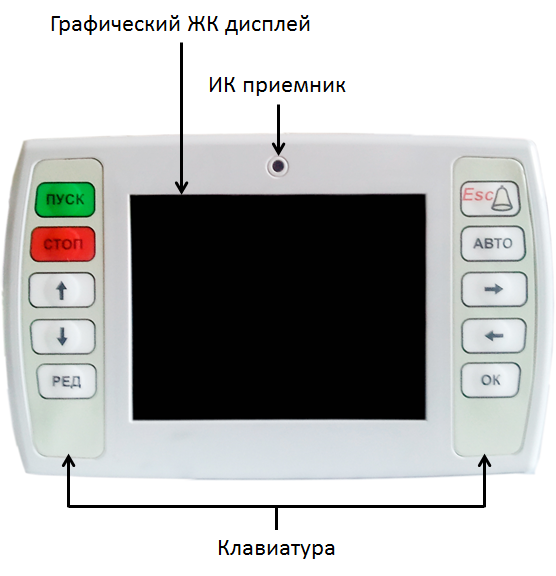 Графический ЖК дисплей
ИК приемник
ПУСК
СТОП
РЕД
Esc
АВТО
ОК
Клавиатура